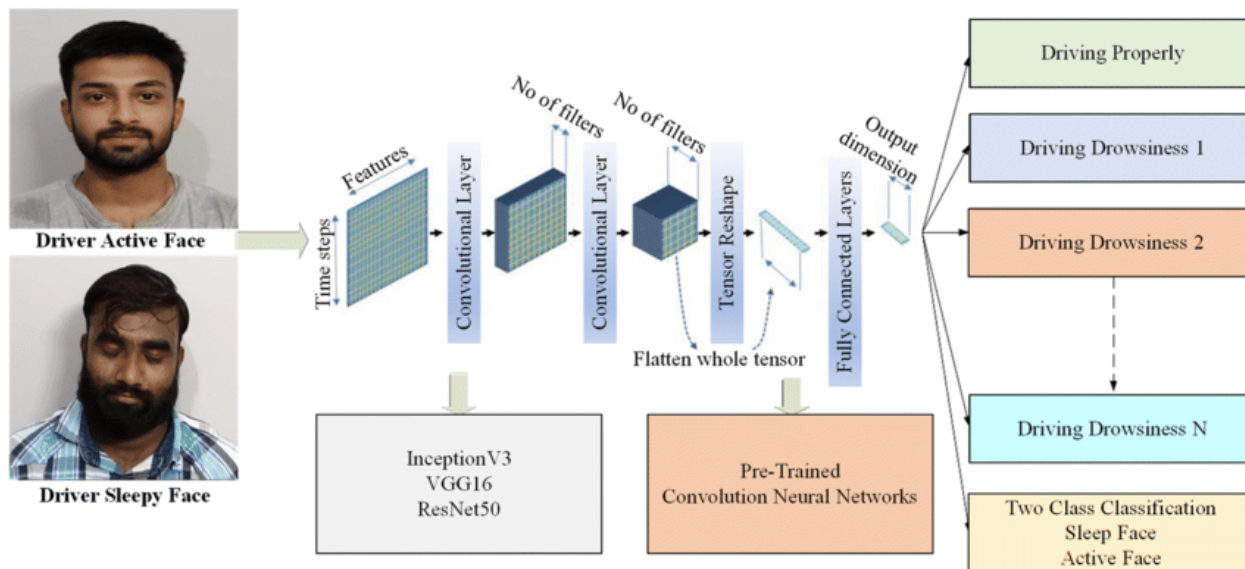 Driver Active Face
Driver Sleepy Face
Time steps
Features
Convolutional Layer
No of filters
Convolutional Layer
No of filters
Tensor Reshape
Flatten whole tensor
Fully Connected Layers
Output
dimension
InceptionV3
VGG16
ResNet50
Pre-Trained
Convolution Neural Networks
Driving Properly
Driving Drowsiness 1
Driving Drowsiness 2
Driving Drowsiness N
Two Class Classification
Sleep Face
Active Face